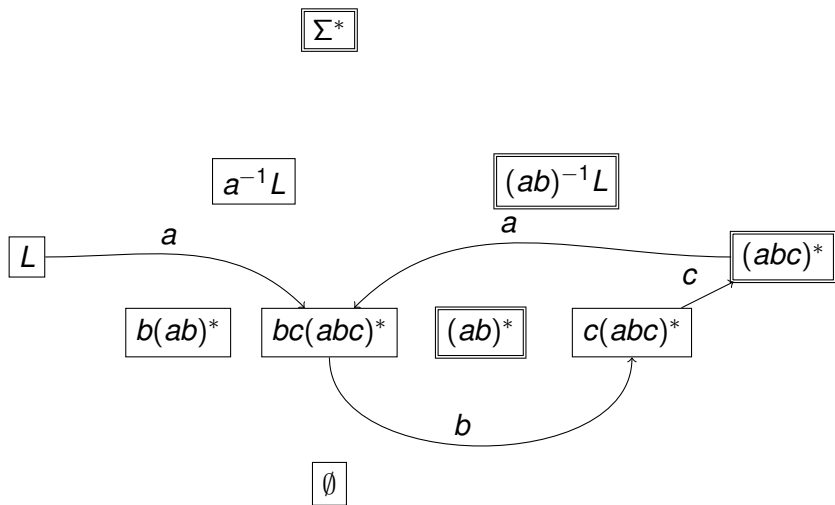 Σ*
a⁻¹L
(ab)⁻¹L
a
a
L
(abc)*
c
b(ab)*
bc(abc)*
(ab)*
c(abc)*
b
∅